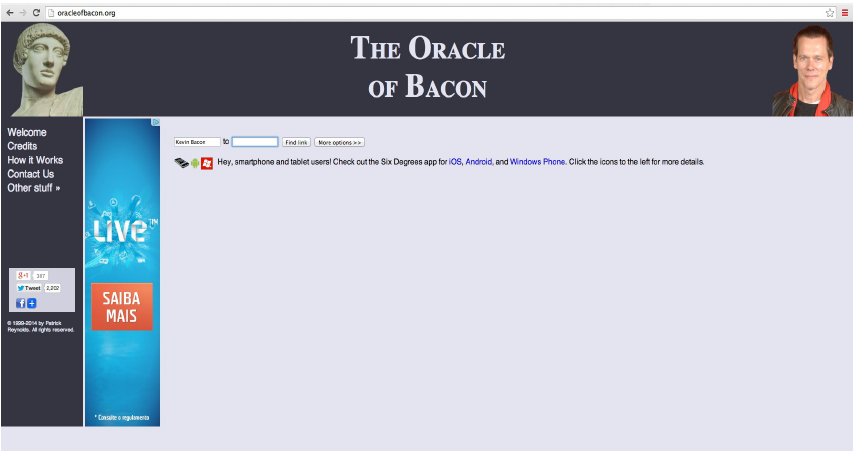 oracleofbacon.org
THE ORACLE
OF BACON
Welcome
Credits
How it Works
Contact Us
Other stuff »
g+1 387
Tweet 2,202
f +
© 1999-2014 by Patrick
Reynolds. All rights reserved.
LIVE TM
SAIBA
MAIS
* Consulte o regulamento
Kevin Bacon to Find link More options >>
Hey, smartphone and tablet users! Check out the Six Degrees app for iOS, Android, and Windows Phone. Click the icons to the left for more details.